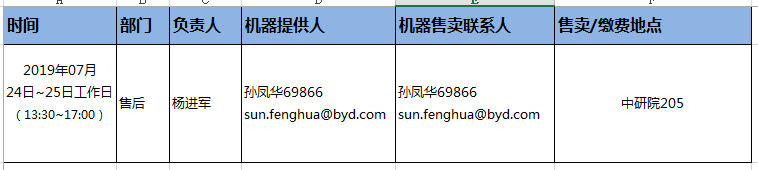 A B C D E F
时间 部门 负责人 机器提供人 机器售卖联系人 售卖/缴费地点
2019年07月
24日~25日工作日
（13:30~17:00）
售后
杨进军
孙凤华69866
sun.fenghua@byd.com
孙凤华69866
sun.fenghua@byd.com
中研院205